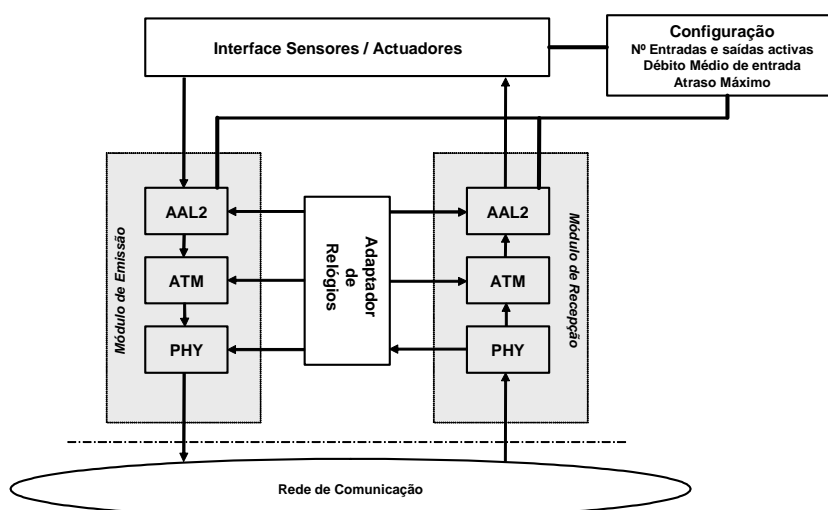 Configuração
Nº Entradas e saídas activas
Débito Médio de entrada
Atraso Máximo
Interface Sensores / Actuadores
Módulo de Emissão
AAL2
ATM
PHY
Adaptador
de
Relógios
AAL2
ATM
PHY
Módulo de Recepção
Rede de Comunicação